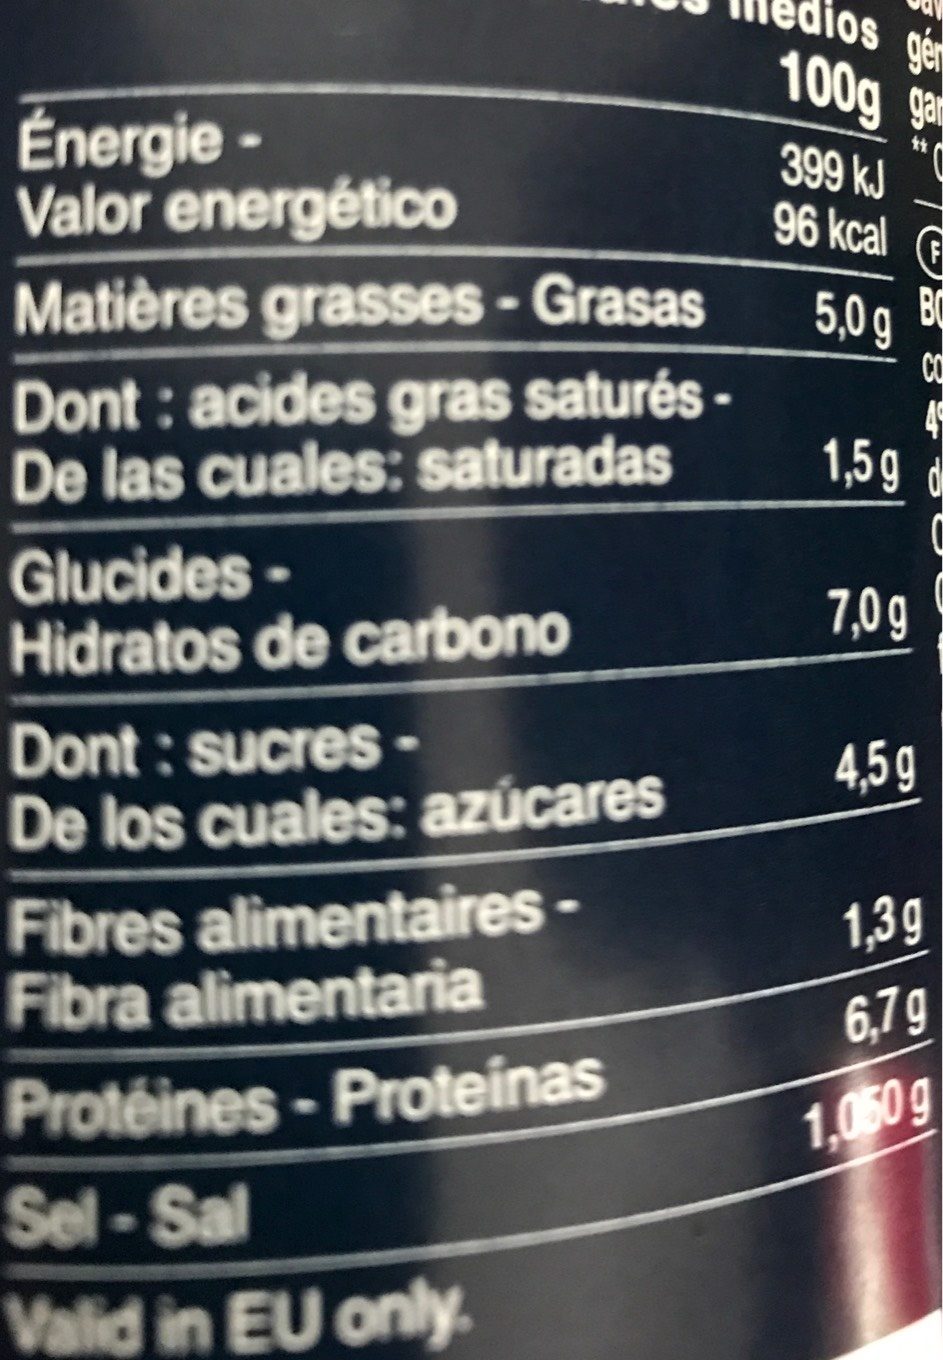 medios
100g
Énergie -
Valor energético
399 kJ
96 kcal
Matières grasses - Grasas 5,0 g
Dont : acides gras saturés -
De las cuales: saturadas 1,5 g
Glucides -
Hidratos de carbono 7,0 g
Dont : sucres -
De los cuales: azúcares 4,5 g
Fibres alimentaires -
Fibra alimentaria 1,3 g
Protéines - Proteínas 6,7 g
Sel - Sal 1,050 g
Valid in EU only.